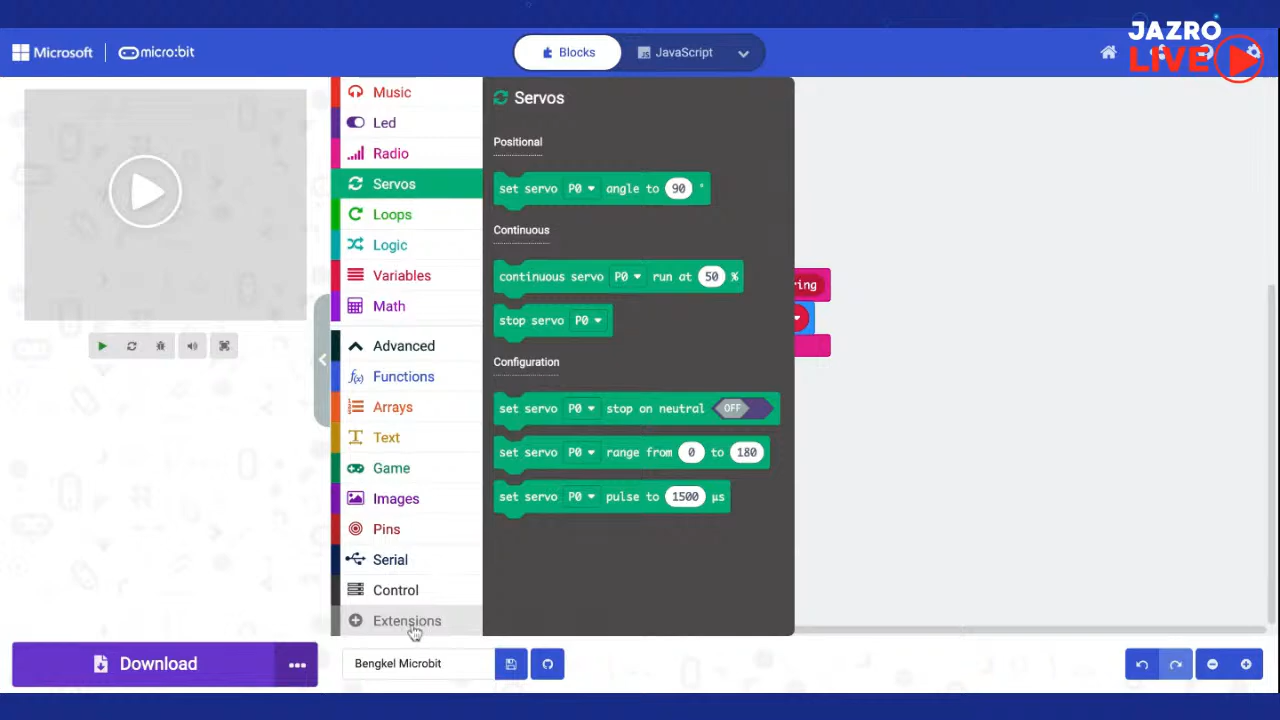 JAZRO
LIVE
Microsoft
micro:bit
Blocks
JavaScript
Music
Led
Radio
Servos
Loops
Logic
Variables
Math
Advanced
Functions
Arrays
Text
Game
Images
Pins
Serial
Control
Extensions
Servos
Positional
set servo P0 angle to 90 °
Continuous
continuous servo P0 run at 50 %
stop servo P0
Configuration
set servo P0 stop on neutral OFF
set servo P0 range from 0 to 180
set servo P0 pulse to 1500 µs
ring
Download
Bengkel Microbit